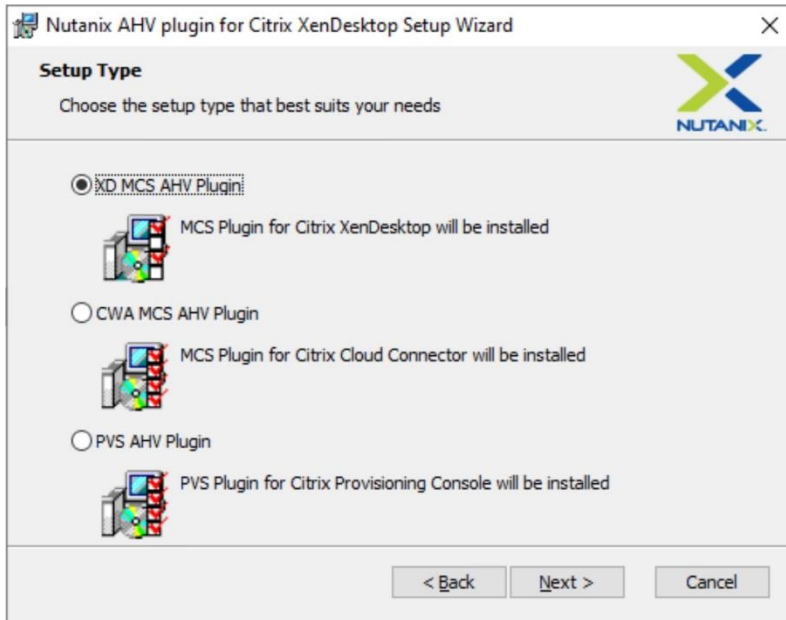 Nutanix AHV plugin for Citrix XenDesktop Setup Wizard
Setup Type
Choose the setup type that best suits your needs
NUTANIX.
XD MCS AHV Plugin
MCS Plugin for Citrix XenDesktop will be installed
CWA MCS AHV Plugin
MCS Plugin for Citrix Cloud Connector will be installed
PVS AHV Plugin
PVS Plugin for Citrix Provisioning Console will be installed
< Back Next > Cancel